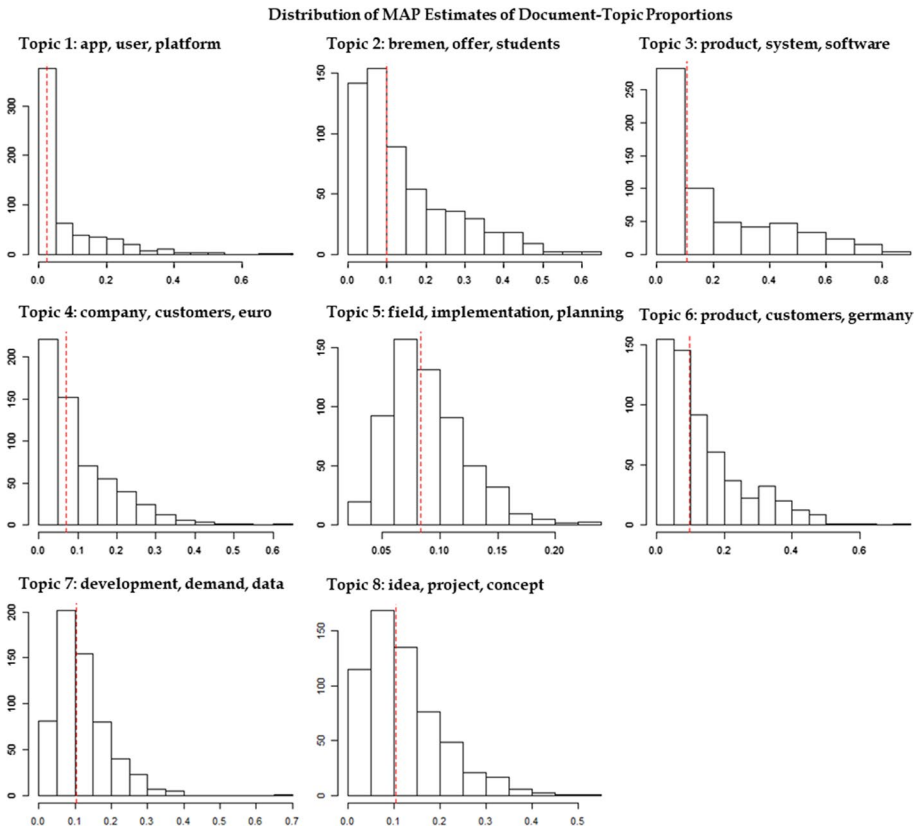 Distribution of MAP Estimates of Document-Topic Proportions
Topic 1: app, user, platform
0 100 200 300
0.0 0.2 0.4 0.6
Topic 2: bremen, offer, students
0 50 100 150
0.0 0.1 0.2 0.3 0.4 0.5 0.6
Topic 3: product, system, software
0 50 100 150 200 250
0.0 0.2 0.4 0.6 0.8
Topic 4: company, customers, euro
0 50 100 150 200
0.0 0.1 0.2 0.3 0.4 0.5 0.6
Topic 5: field, implementation, planning
0 50 100 150
0.05 0.10 0.15 0.20
Topic 6: product, customers, germany
0 50 100 150
0.0 0.2 0.4 0.6
Topic 7: development, demand, data
0 50 100 150 200
0.0 0.1 0.2 0.3 0.4 0.5 0.6 0.7
Topic 8: idea, project, concept
0 50 100 150
0.0 0.1 0.2 0.3 0.4 0.5